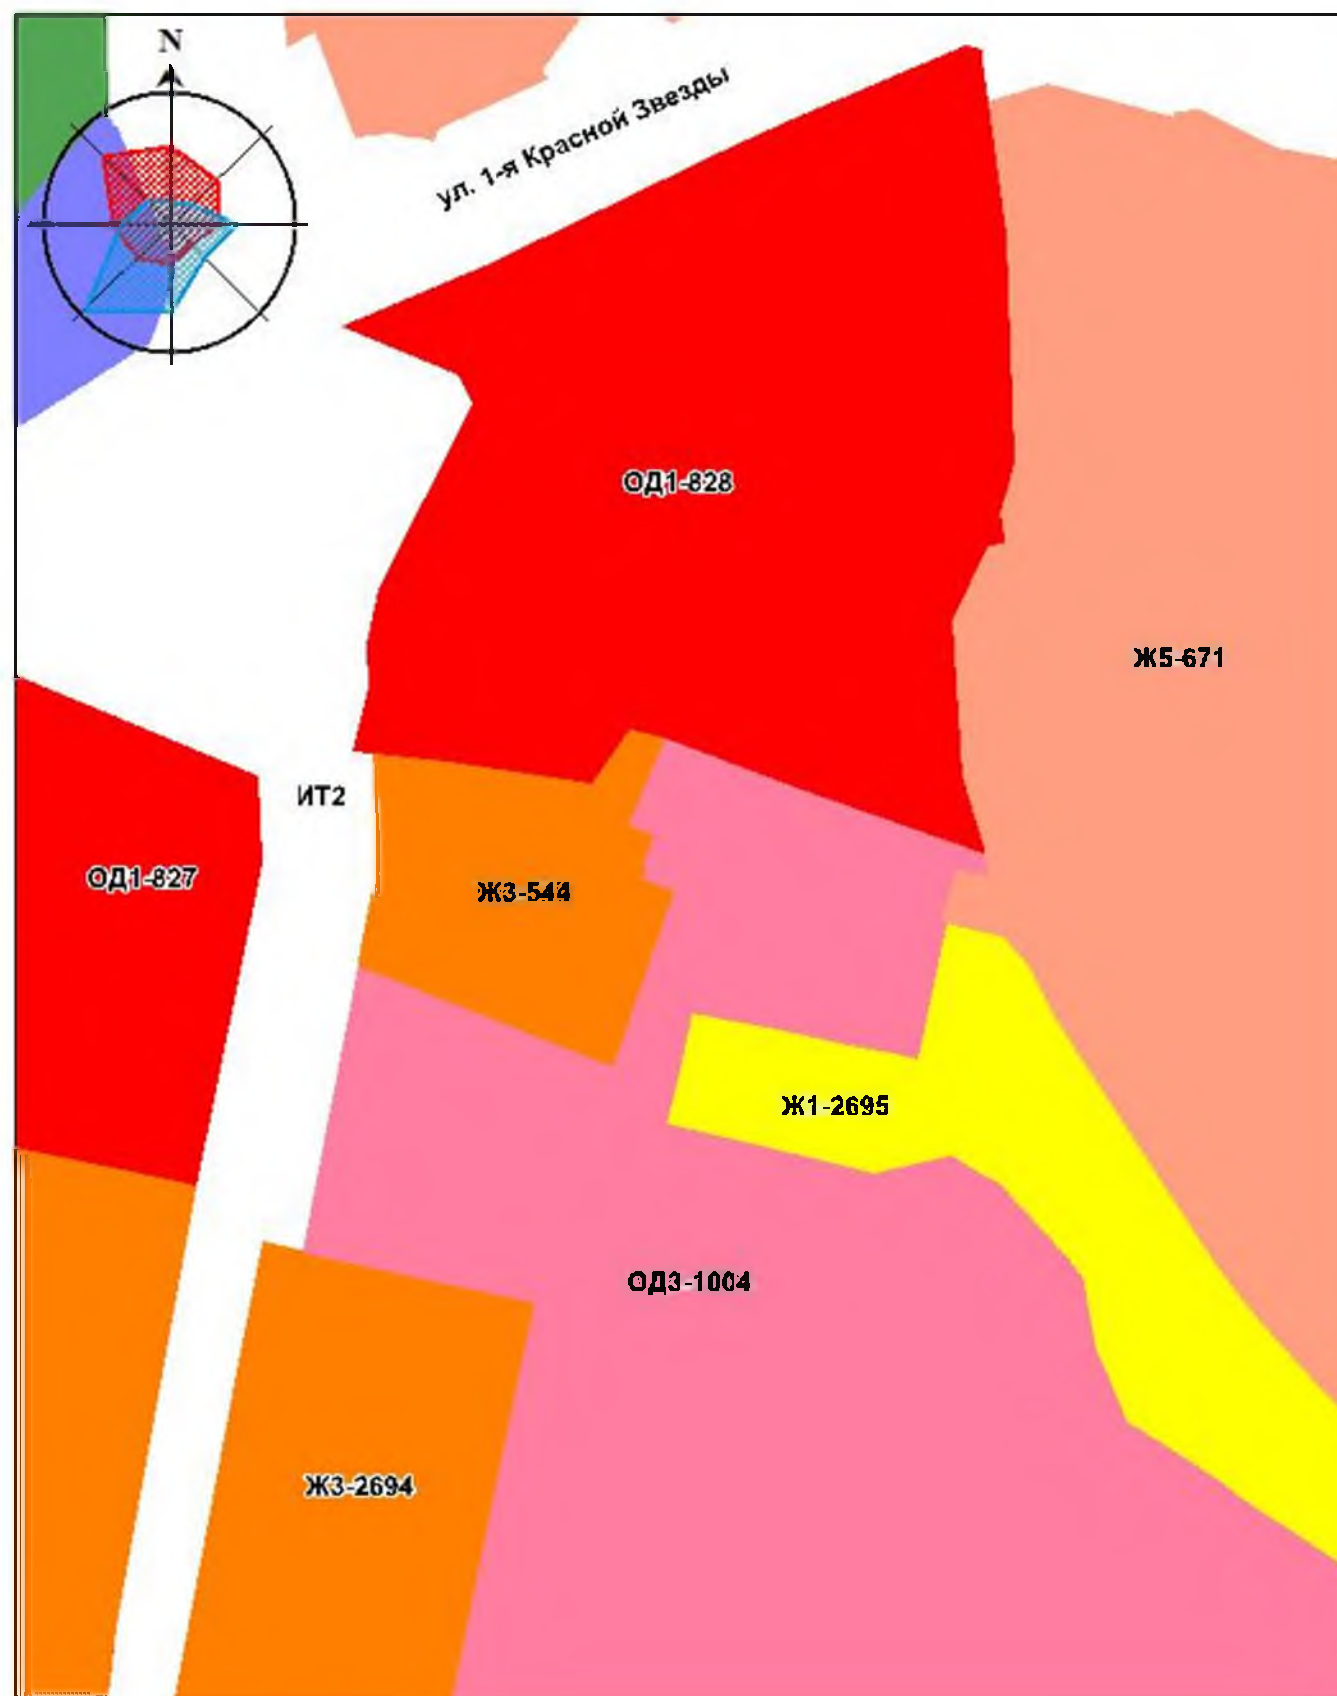 N
ул. 1-я Красной Звезды
ОД1-828
Ж5-671
ИТ2
ОД1-827
Ж3-544
Ж1-2695
ОД3-1004
Ж3-2694